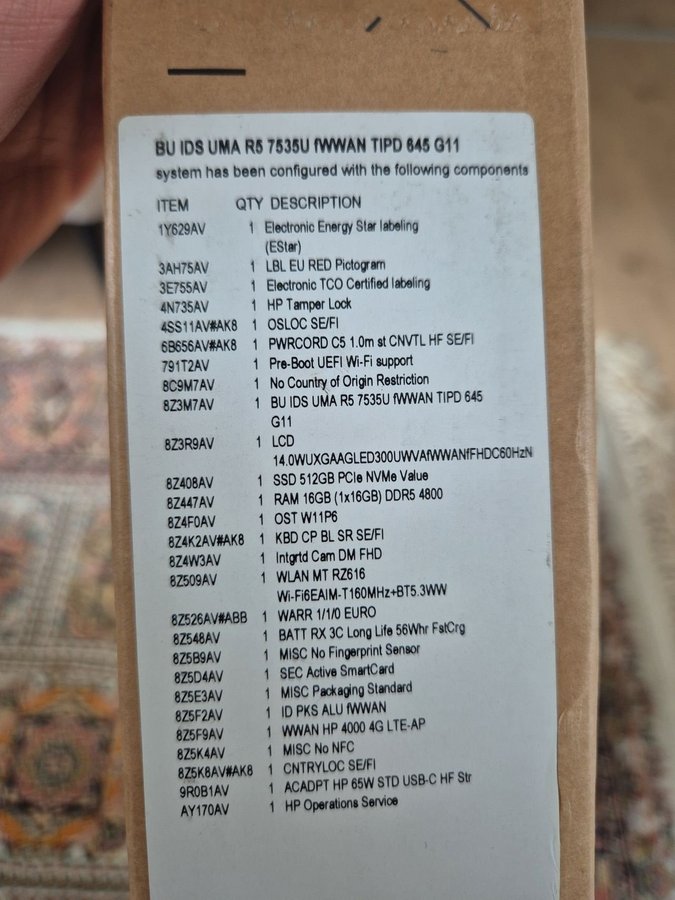 BU IDS UMA R5 7535U fWWAN TIPD 645 G11
system has been configured with the following components
ITEM QTY DESCRIPTION
1Y629AV 1 Electronic Energy Star labeling
(EStar)
3AH75AV 1 LBL EU RED Pictogram
3E755AV 1 Electronic TCO Certified labeling
4N735AV 1 HP Tamper Lock
4SS11AV#AK8 1 OSLOC SE/FI
6B656AV#AK8 1 PWRCORD C5 1.0m st CNVTL HF SE/FI
791T2AV 1 Pre-Boot UEFI Wi-Fi support
8C9M7AV 1 No Country of Origin Restriction
8Z3M7AV 1 BU IDS UMA R5 7535U fWWAN TIPD 645
G11
8Z3R9AV 1 LCD
14.0WUXGAAGLED300UWVAfWWANfFHDC60HzN
8Z408AV 1 SSD 512GB PCIe NVMe Value
8Z447AV 1 RAM 16GB (1x16GB) DDR5 4800
8Z4F0AV 1 OST W11P6
8Z4K2AV#AK8 1 KBD CP BL SR SE/FI
8Z4W3AV 1 Intgrtd Cam DM FHD
8Z509AV 1 WLAN MT RZ616
Wi-Fi6EAIM-T160MHz+BT5.3WW
8Z526AV#ABB 1 WARR 1/1/0 EURO
8Z548AV 1 BATT RX 3C Long Life 56Whr FstCrg
8Z5B9AV 1 MISC No Fingerprint Sensor
8Z5D4AV 1 SEC Active SmartCard
8Z5E3AV 1 MISC Packaging Standard
8Z5F2AV 1 ID PKS ALU fWWAN
8Z5F9AV 1 WWAN HP 4000 4G LTE-AP
8Z5K4AV 1 MISC No NFC
8Z5K8AV#AK8 1 CNTRYLOC SE/FI
9R0B1AV 1 ACADPT HP 65W STD USB-C HF Str
AY170AV 1 HP Operations Service